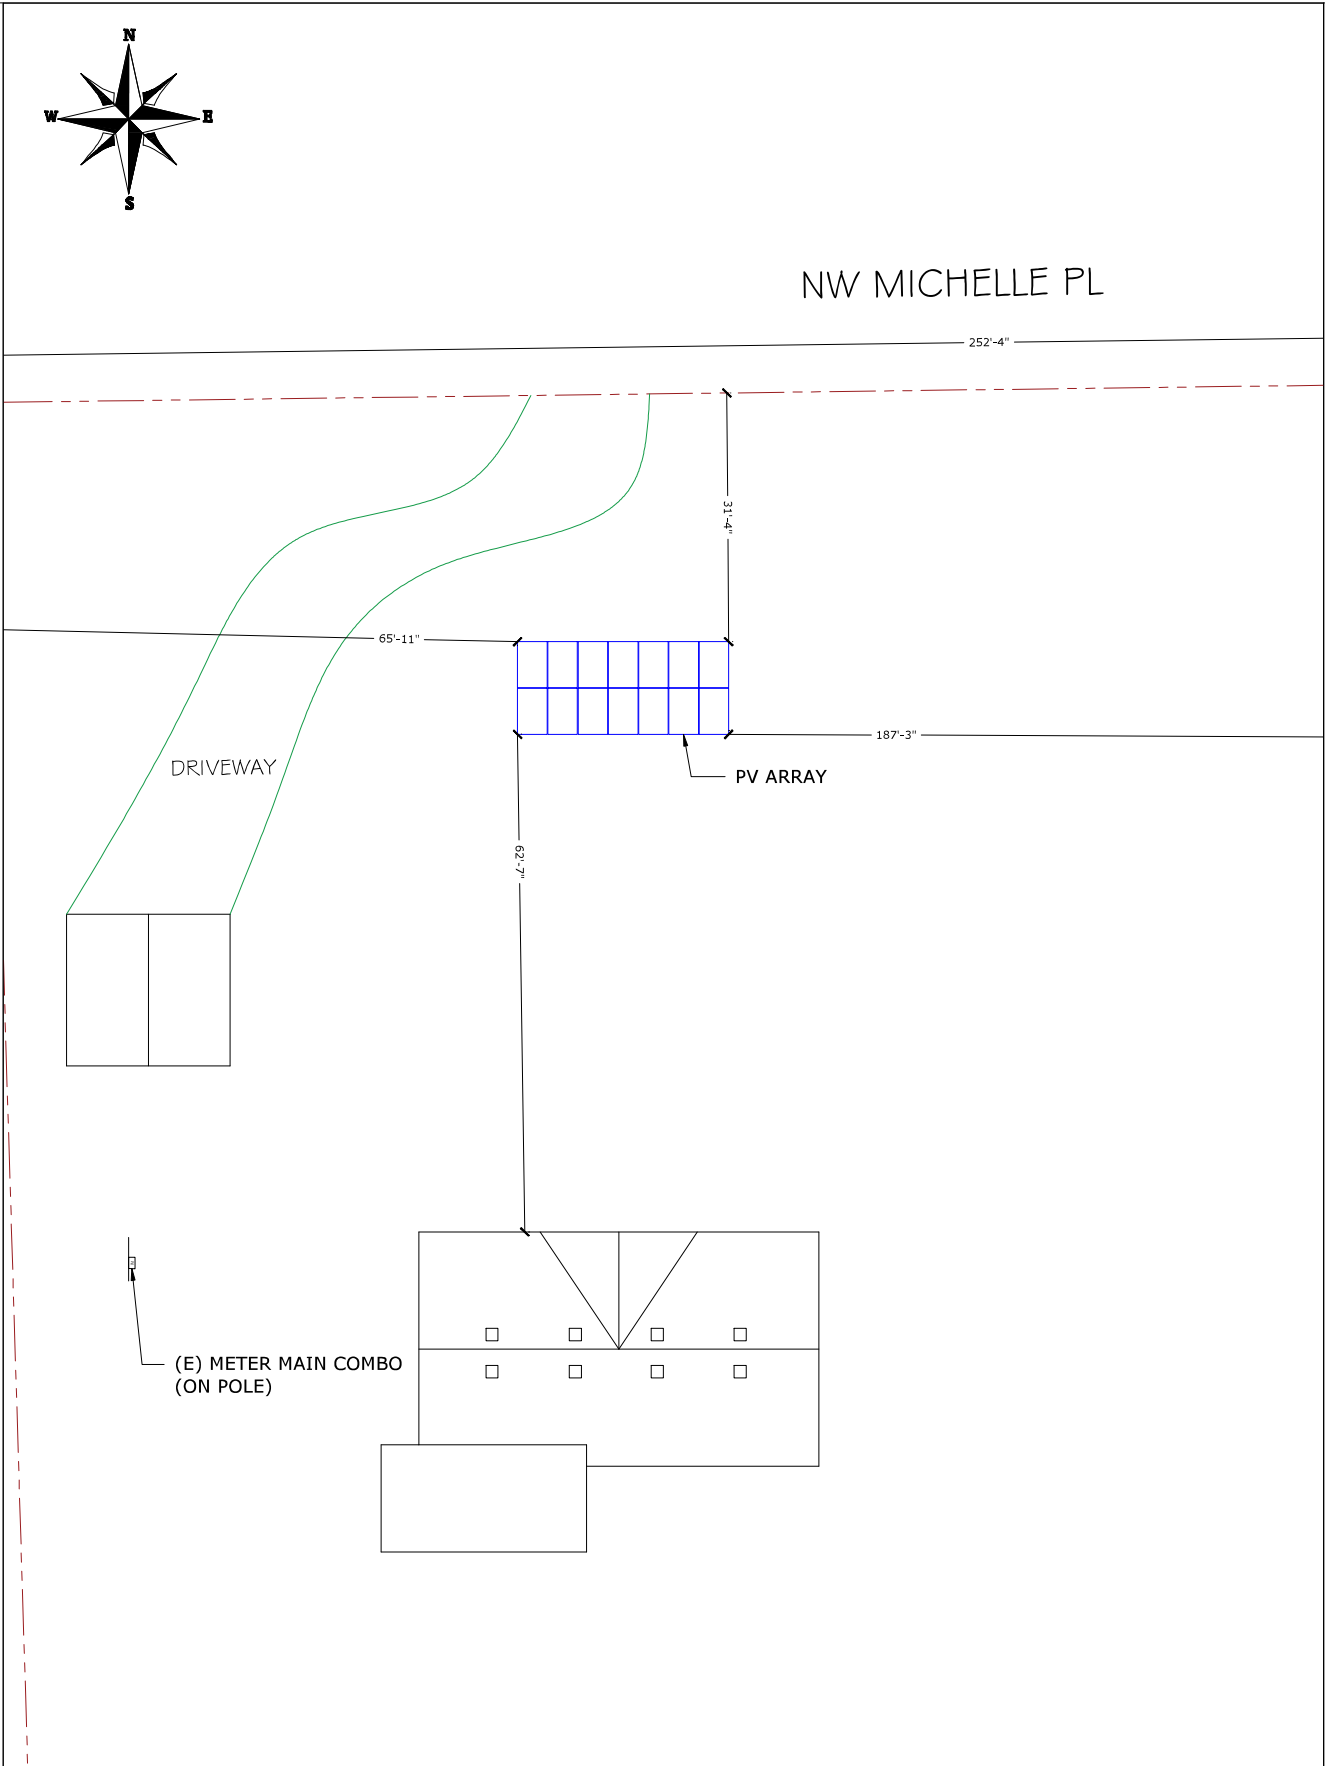 N
W
E
S
NW MICHELLE PL
252'-4"
31'-4"
65'-11"
187'-3"
DRIVEWAY
PV ARRAY
62'-7"
(E) METER MAIN COMBO
(ON POLE)